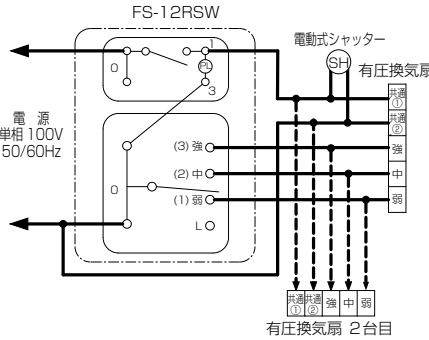 FS-12RSW
電動式シャッター
SH
有圧換気扇
1
0
PL
3
共通①
共通②
強
中
弱
電 源
単相 100V
50/60Hz
(3) 強
(2) 中
0
(1) 弱
L
共通① 共通② 強 中 弱
有圧換気扇 2台目